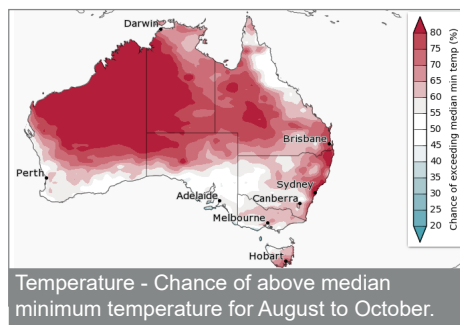 Darwin
Brisbane
Perth
Sydney
Adelaide
Canberra
Melbourne
Hobart
80
75
70
65
60
55
50
45
40
35
30
25
20
Chance of exceeding median min temp (%)
Temperature - Chance of above median
minimum temperature for August to October.